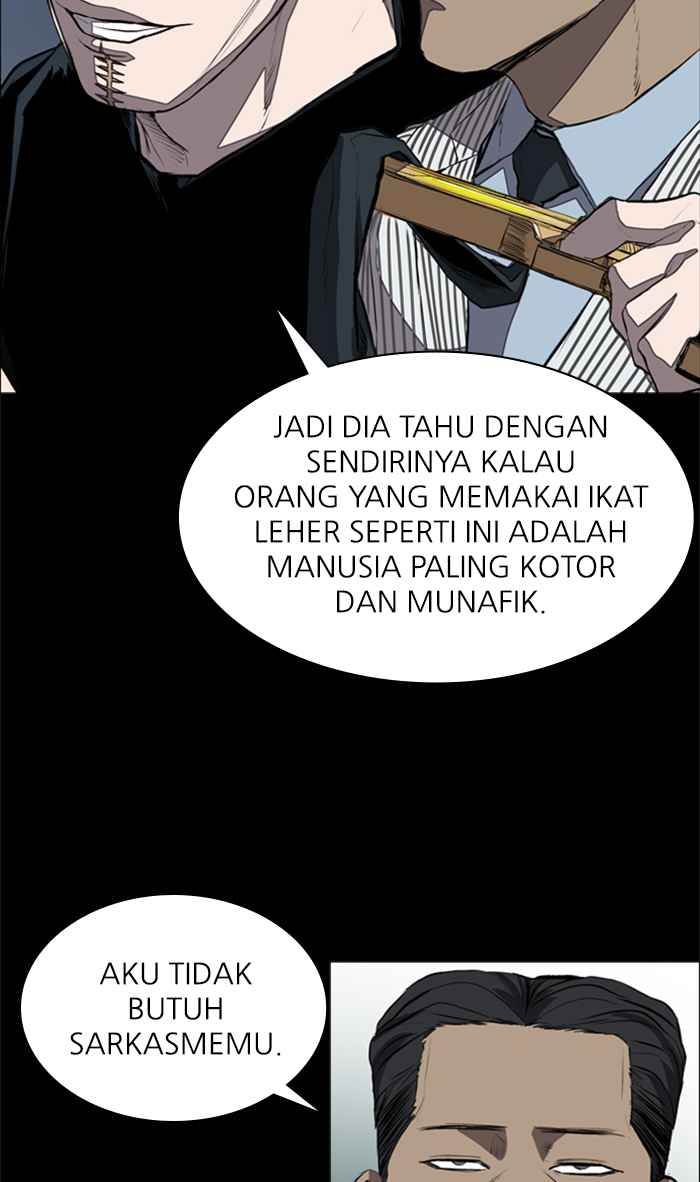 JADI DIA TAHU DENGAN
SENDIRINYA KALAU
ORANG YANG MEMAKAI IKAT
LEHER SEPERTI INI ADALAH
MANUSIA PALING KOTOR
DAN MUNAFIK.
AKU TIDAK
BUTUH
SARKASMEMU.